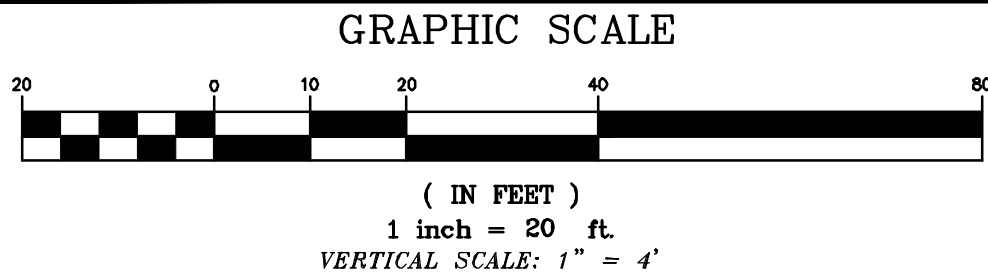 GRAPHIC SCALE
20 0 10 20 40 80
( IN FEET )
1 inch = 20 ft.
VERTICAL SCALE: 1" = 4'